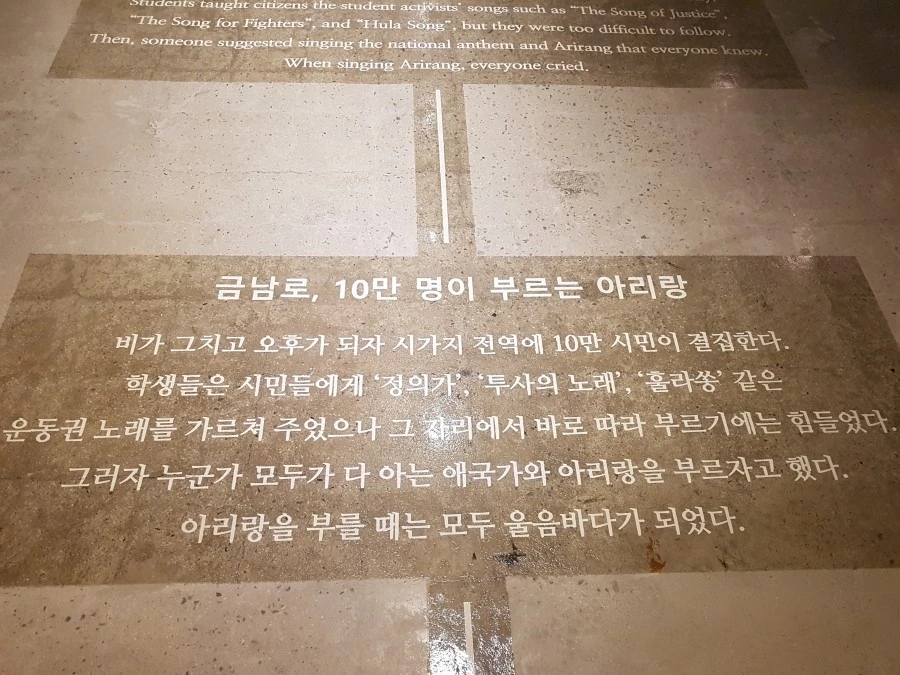 Students taught citizens the student activists' songs such as "The Song of Justice",
"The Song for Fighters", and "Hula Song", but they were too difficult to follow.
Then, someone suggested singing the national anthem and Arirang that everyone knew.
When singing Arirang, everyone cried.
금남로, 10만 명이 부르는 아리랑
비가 그치고 오후가 되자 시가지 전역에 10만 시민이 결집한다.
학생들은 시민들에게 '정의가', '투사의 노래', '훌라쏭' 같은
운동권 노래를 가르쳐 주었으나 그 자리에서 바로 따라 부르기에는 힘들었다.
그러자 누군가 모두가 다 아는 애국가와 아리랑을 부르자고 했다.
아리랑을 부를 때는 모두 울음바다가 되었다.